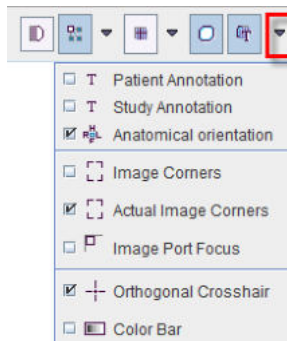 T Patient Annotation
T Study Annotation
Anatomical orientation
Image Corners
Actual Image Corners
Image Port Focus
Orthogonal Crosshair
Color Bar